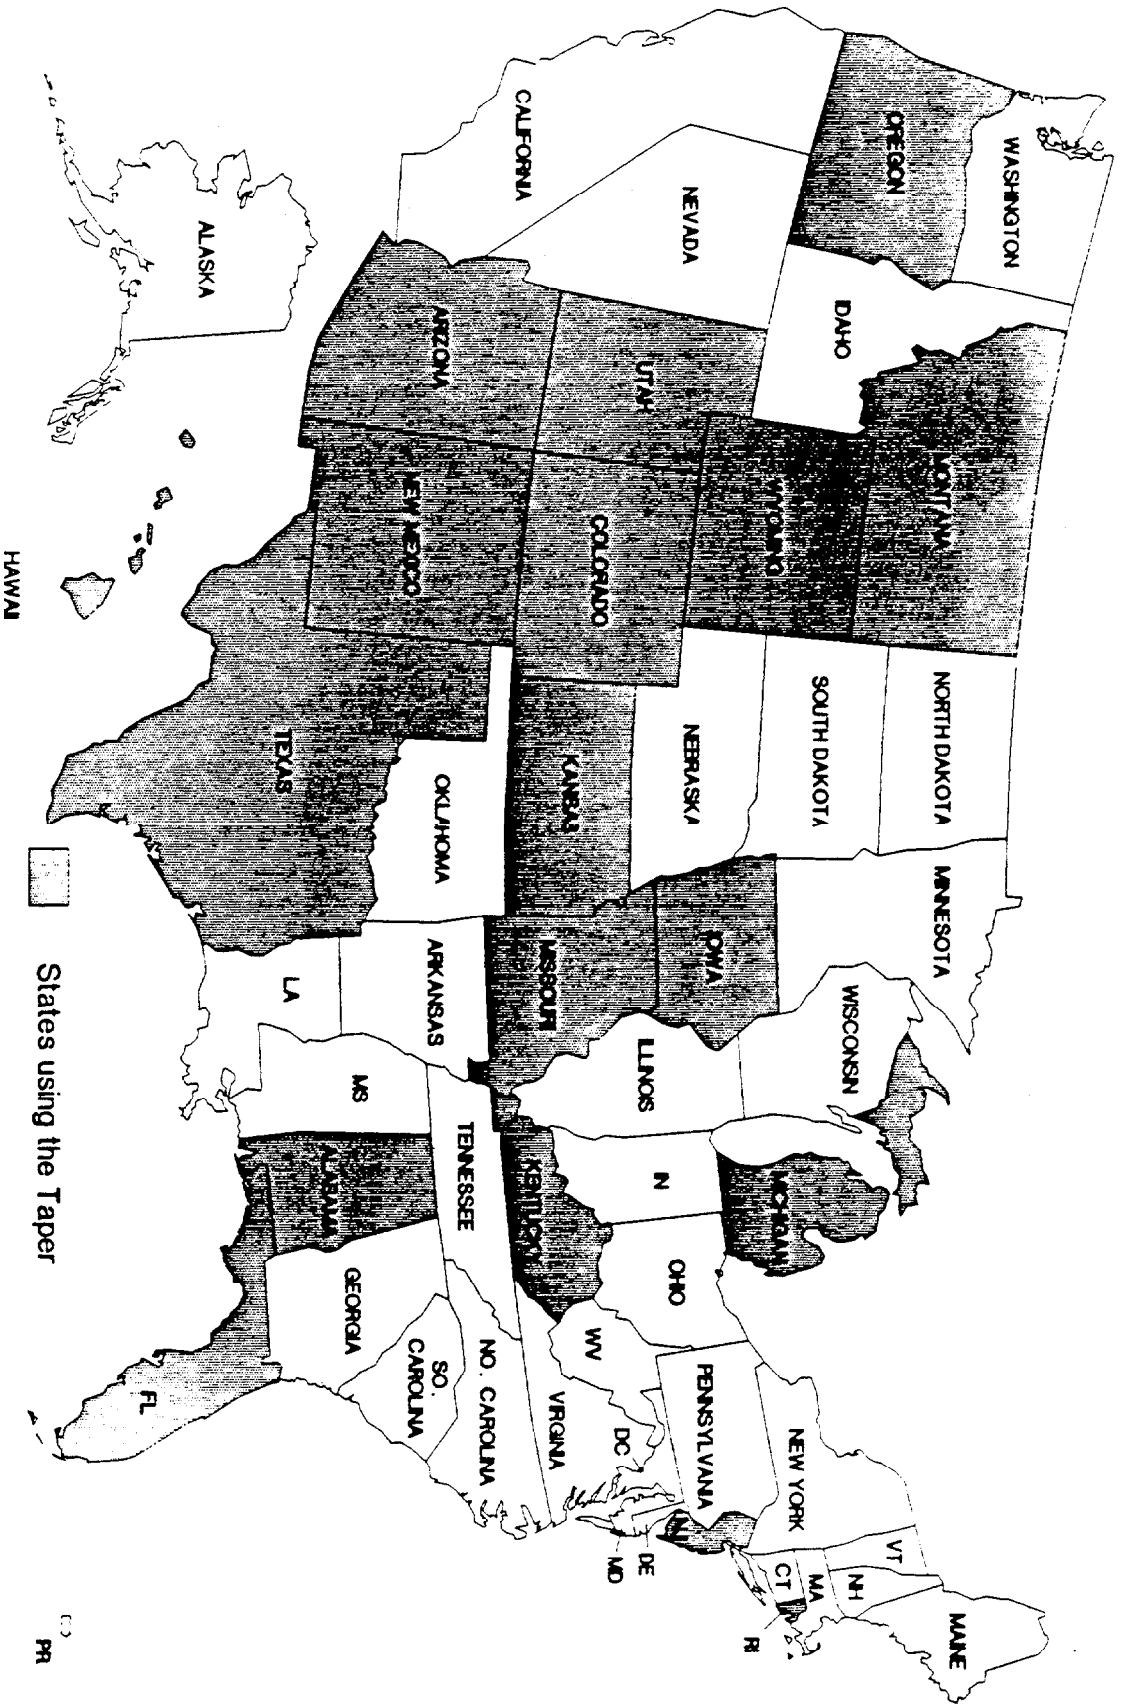 WASHINGTON
OREGON
CALIFORNIA
NEVADA
IDAHO
MONTANA
WYOMING
UTAH
ARIZONA
COLORADO
NEW MEXICO
NORTH DAKOTA
SOUTH DAKOTA
NEBRASKA
KANSAS
OKLAHOMA
TEXAS
MINNESOTA
IOWA
MISSOURI
ARKANSAS
LA
WISCONSIN
ILLINOIS
MICHIGAN
IN
OHIO
KENTUCKY
TENNESSEE
MS
ALABAMA
GEORGIA
FL
SO.
CAROLINA
NO. CAROLINA
VIRGINIA
WV
DC
PENNSYLVANIA
NEW YORK
VT
NH
MAINE
MA
CT
RI
NJ
DE
MD
ALASKA
HAWAII
PR
States using the Taper